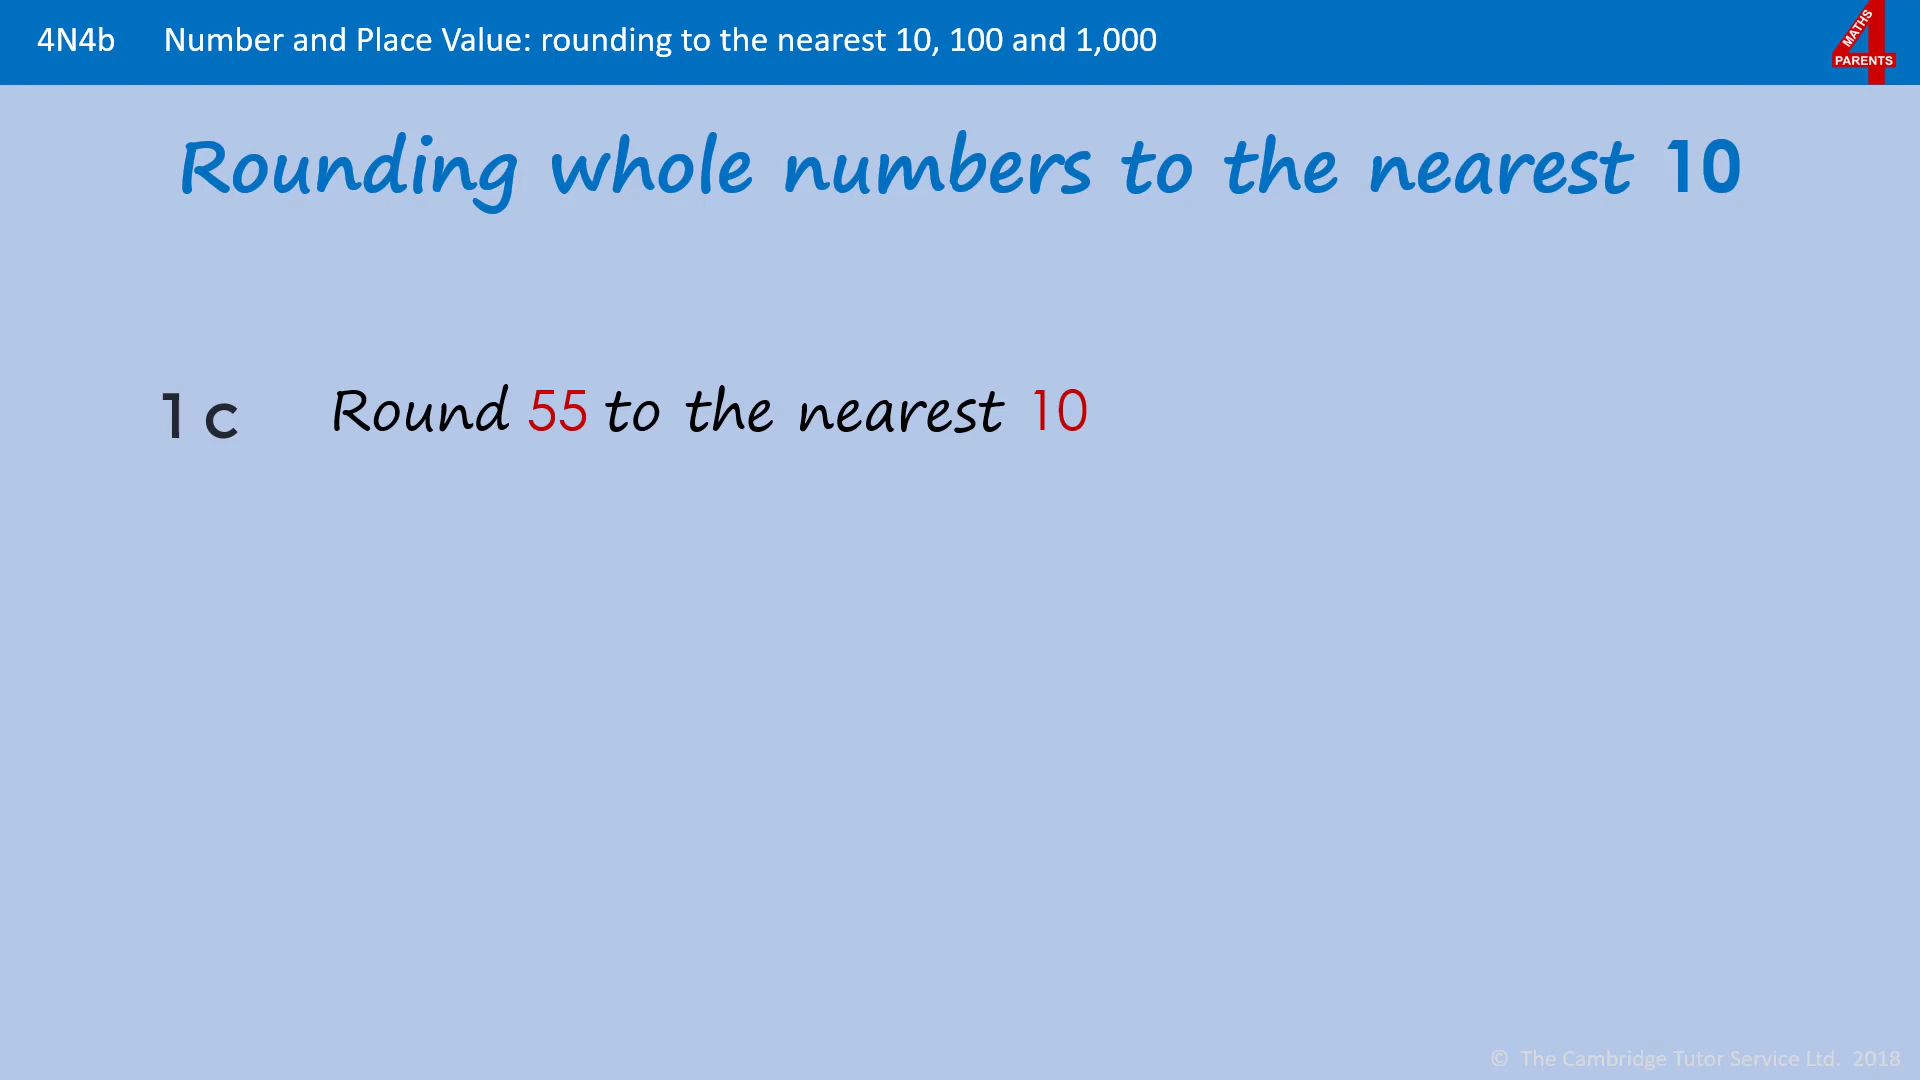 4N4b Number and Place Value: rounding to the nearest 10, 100 and 1,000
MATHS
4
PARENTS
Rounding whole numbers to the nearest 10
1 c Round 55 to the nearest 10
© The Cambridge Tutor Service Ltd. 2018